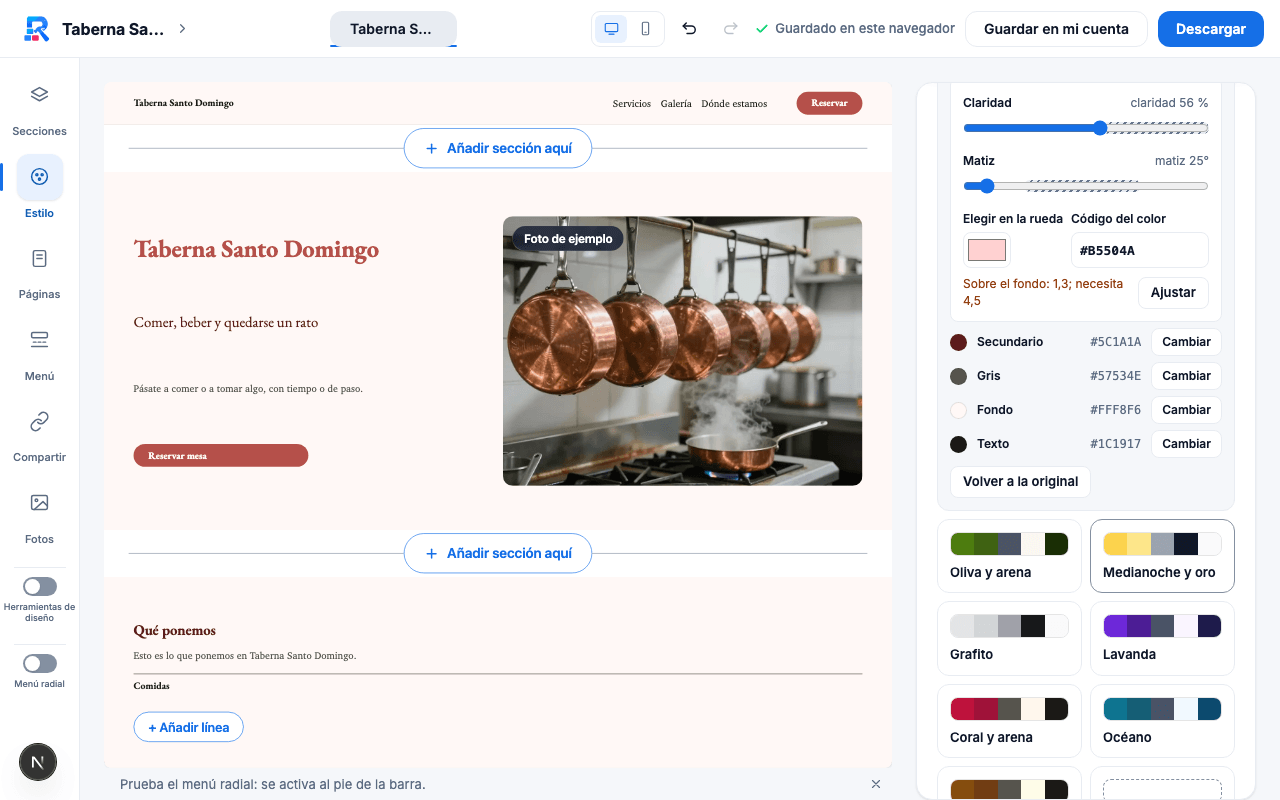 Taberna Sa...
Taberna S...
Guardado en este navegador
Guardar en mi cuenta
Descargar
Secciones
Estilo
Páginas
Menú
Compartir
Fotos
Herramientas de
diseño
Menú radial
N
Taberna Santo Domingo
Servicios
Galería
Dónde estamos
Reservar
+ Añadir sección aquí
Taberna Santo Domingo
Comer, beber y quedarse un rato
Pásate a comer o a tomar algo, con tiempo o de paso.
Reservar mesa
Foto de ejemplo
+ Añadir sección aquí
Qué ponemos
Esto es lo que ponemos en Taberna Santo Domingo.
Comidas
+ Añadir línea
Prueba el menú radial: se activa al pie de la barra.
Claridad
claridad 56 %
Matiz
matiz 25°
Elegir en la rueda
Código del color
#B5504A
Sobre el fondo: 1,3; necesita
4,5
Ajustar
Secundario
#5C1A1A
Cambiar
Gris
#57534E
Cambiar
Fondo
#FFF8F6
Cambiar
Texto
#1C1917
Cambiar
Volver a la original
Oliva y arena
Medianoche y oro
Grafito
Lavanda
Coral y arena
Océano